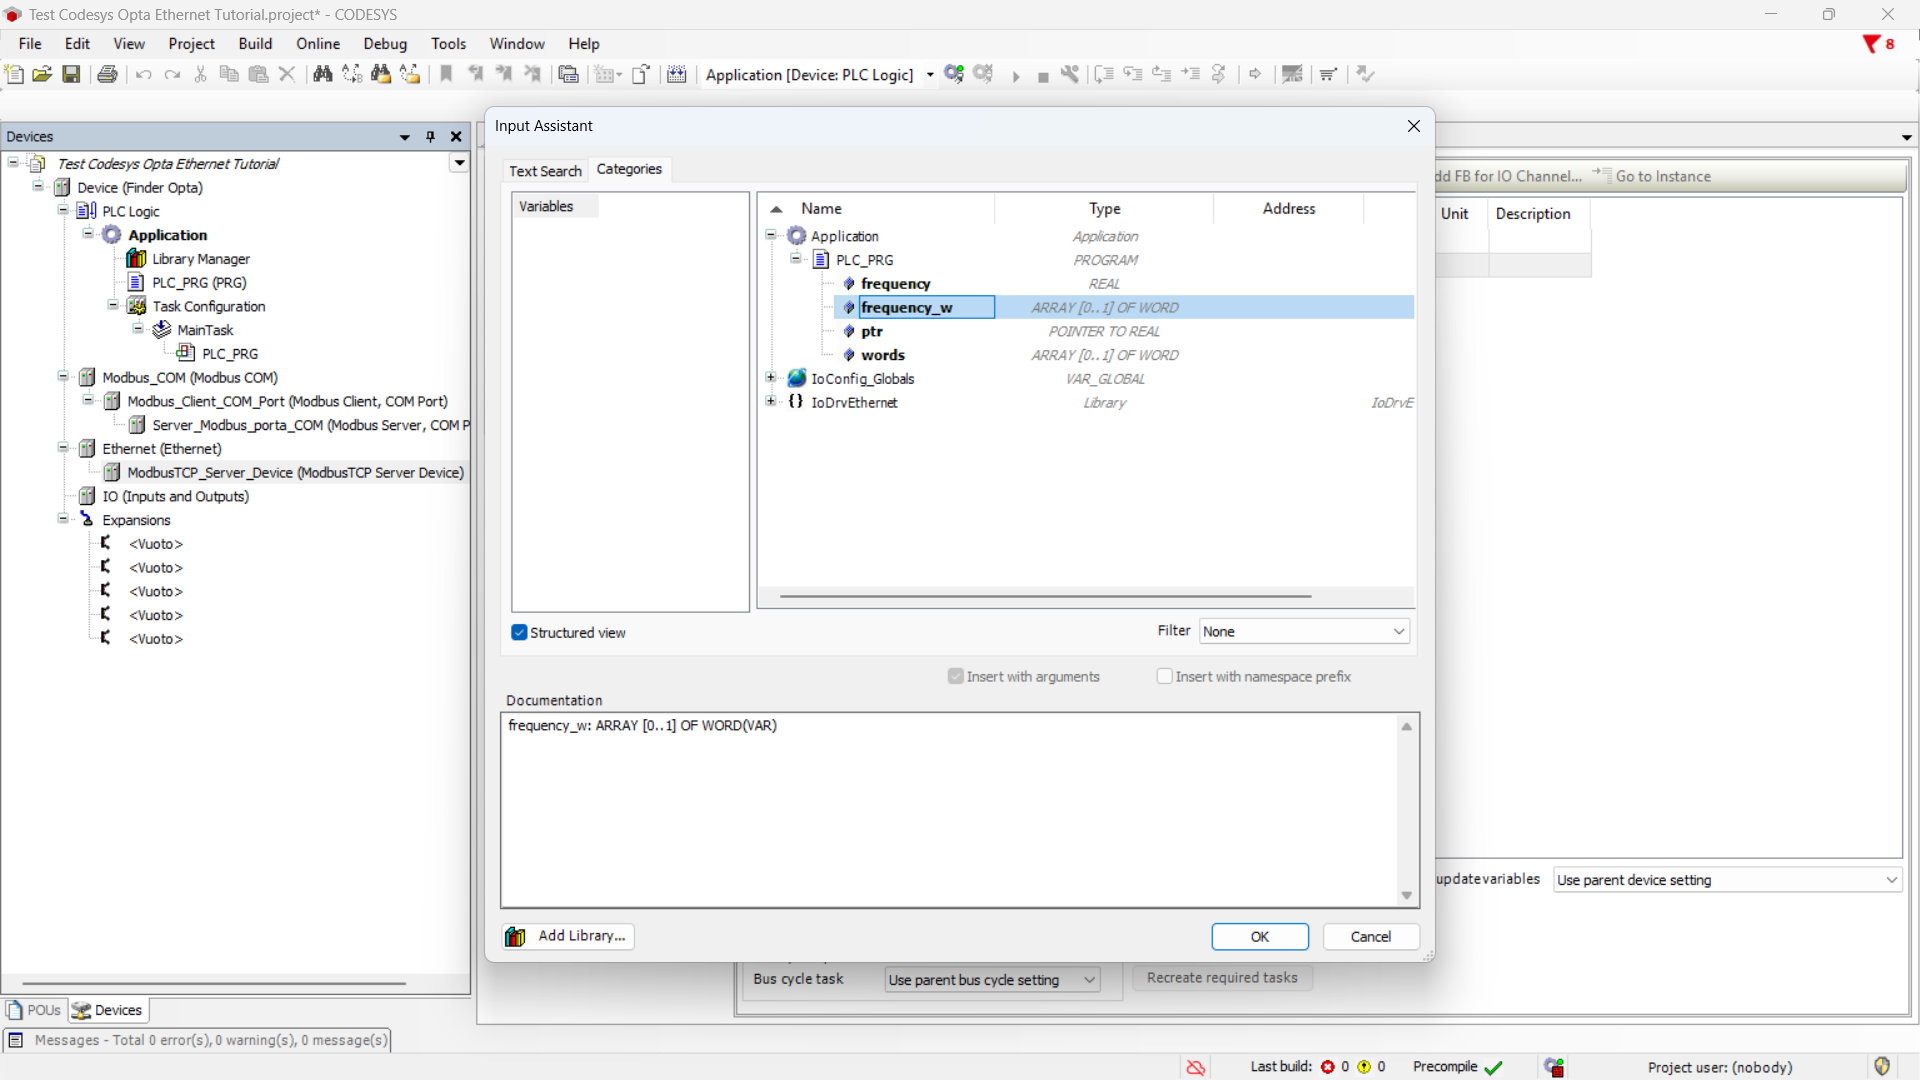 Test Codesys Opta Ethernet Tutorial.project* - CODESYS
File Edit View Project Build Online Debug Tools Window Help
8
Application [Device: PLC Logic]
Devices
Test Codesys Opta Ethernet Tutorial
Device (Finder Opta)
PLC Logic
Application
Library Manager
PLC_PRG (PRG)
Task Configuration
MainTask
PLC_PRG
Modbus_COM (Modbus COM)
Modbus_Client_COM_Port (Modbus Client, COM Port)
Server_Modbus_porta_COM (Modbus Server, COM P
Ethernet (Ethernet)
ModbusTCP_Server_Device (ModbusTCP Server Device)
IO (Inputs and Outputs)
Expansions
<Vuoto>
<Vuoto>
<Vuoto>
<Vuoto>
<Vuoto>
POUs Devices
Input Assistant
Text Search Categories
Variables
Name Type Address
Application Application
PLC_PRG PROGRAM
frequency REAL
frequency_w ARRAY [0..1] OF WORD
ptr POINTER TO REAL
words ARRAY [0..1] OF WORD
IoConfig_Globals VAR_GLOBAL
IoDrvEthernet Library IoDrvE
Structured view
Filter None
Insert with arguments Insert with namespace prefix
Documentation
frequency_w: ARRAY [0..1] OF WORD(VAR)
Add Library... OK Cancel
dd FB for IO Channel... Go to Instance
Unit Description
update variables Use parent device setting
Bus cycle task Use parent bus cycle setting Recreate required tasks
Messages - Total 0 error(s), 0 warning(s), 0 message(s)
Last build: 0 0 Precompile Project user: (nobody)